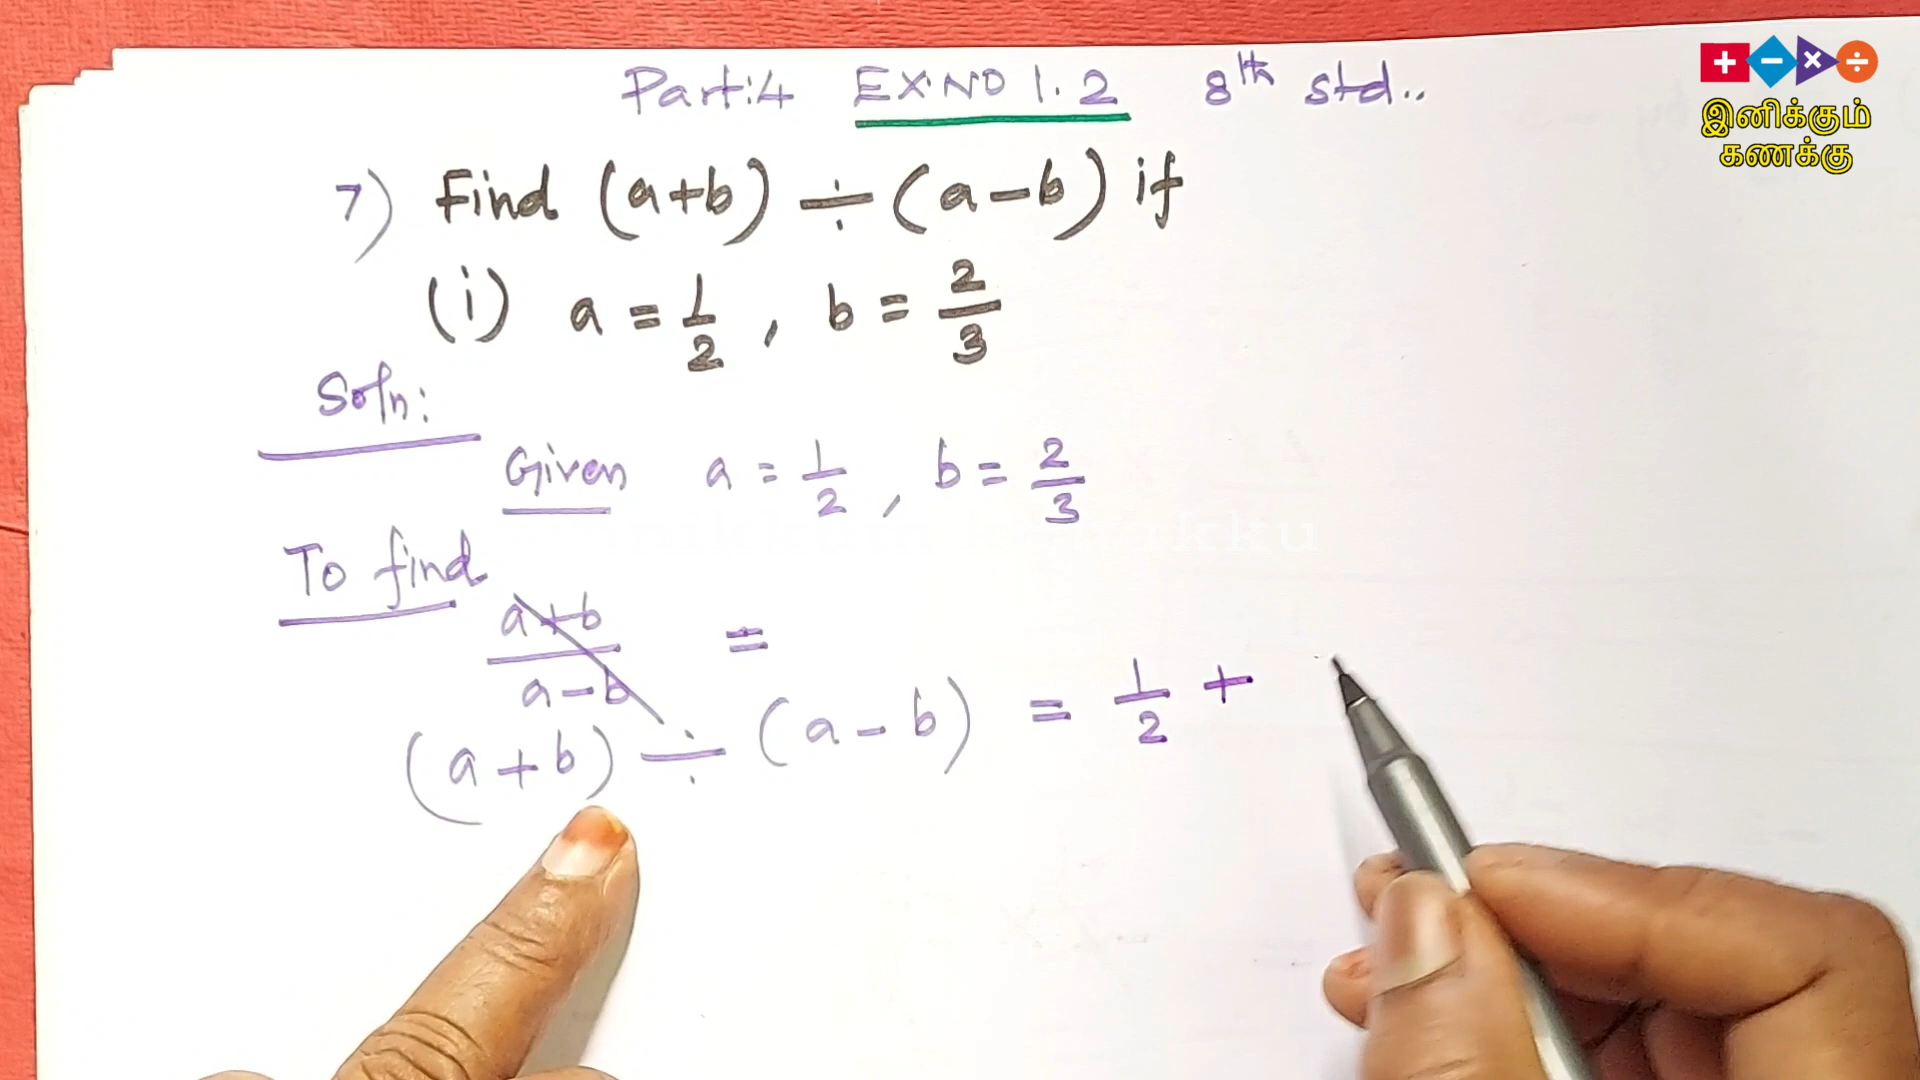 Part:4 EX.NO 1.2 8th std..
இனிக்கும்
கணக்கு
7) Find (a+b) ÷ (a-b) if
(i) a = 1/2 , b = 2/3
Soln:
Given a = 1/2 , b = 2/3
To find
a+b/a-b =
(a+b) ÷ (a-b) = 1/2 +